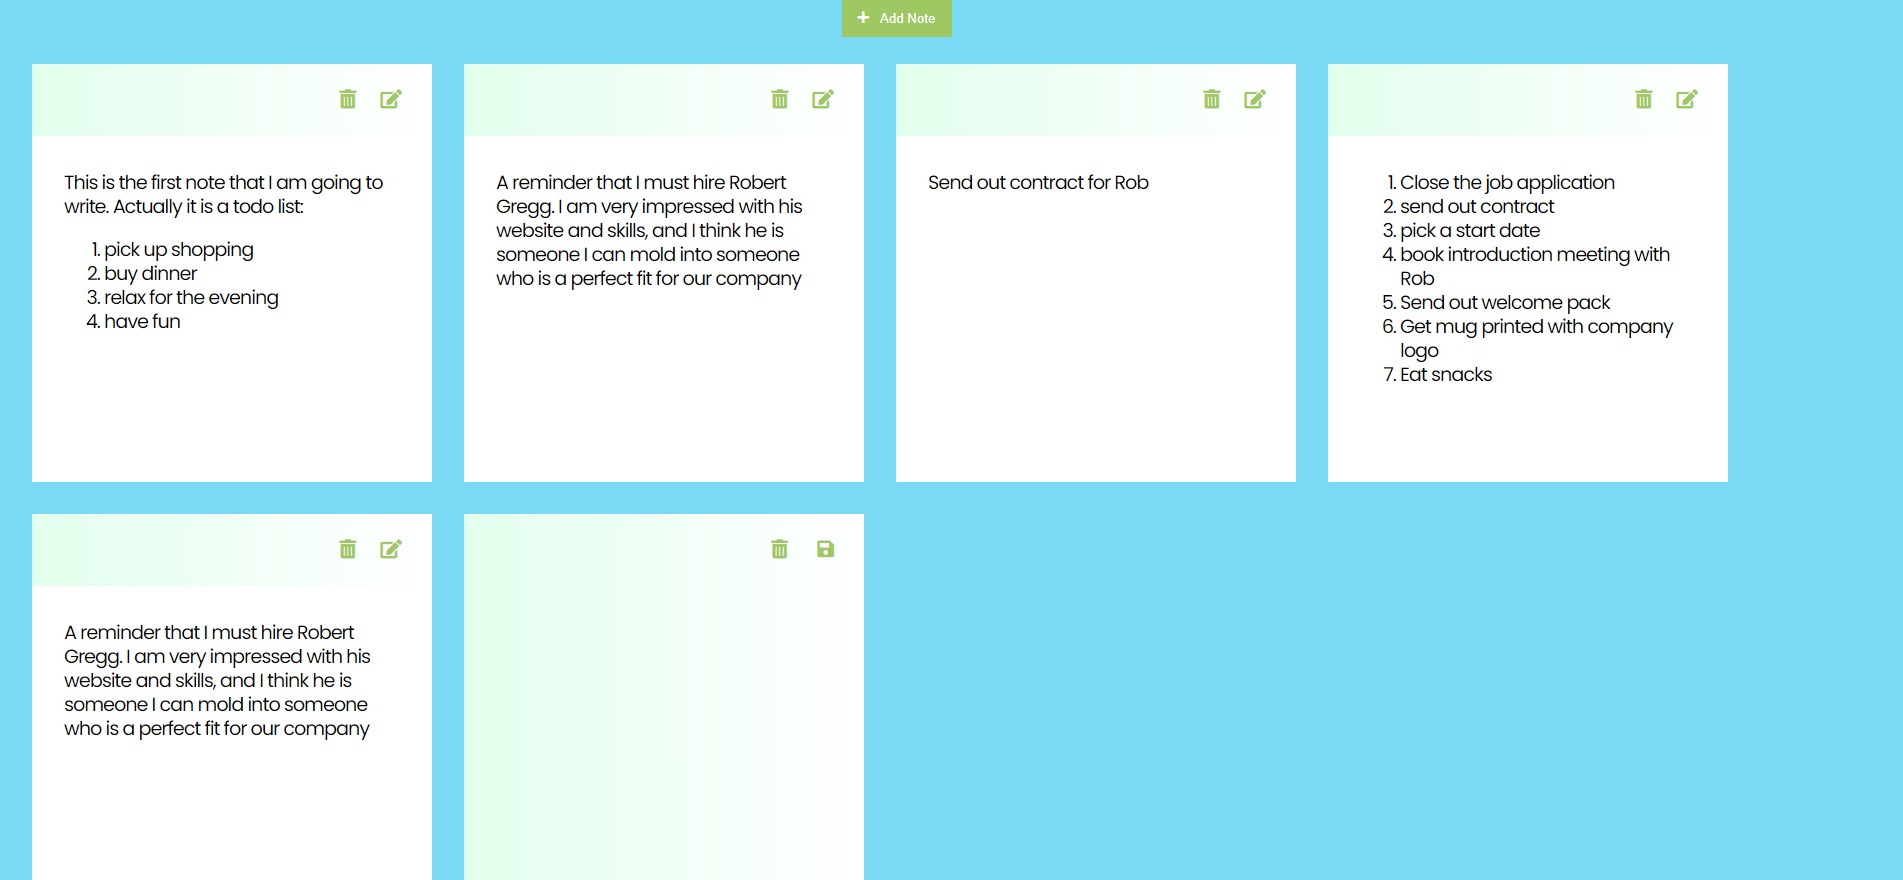 Add Note
This is the first note that I am going to
write. Actually it is a todo list:
1. pick up shopping
2. buy dinner
3. relax for the evening
4. have fun
A reminder that I must hire Robert
Gregg. I am very impressed with his
website and skills, and I think he is
someone I can mold into someone
who is a perfect fit for our company
Send out contract for Rob
1. Close the job application
2. send out contract
3. pick a start date
4. book introduction meeting with
Rob
5. Send out welcome pack
6. Get mug printed with company
logo
7. Eat snacks
A reminder that I must hire Robert
Gregg. I am very impressed with his
website and skills, and I think he is
someone I can mold into someone
who is a perfect fit for our company